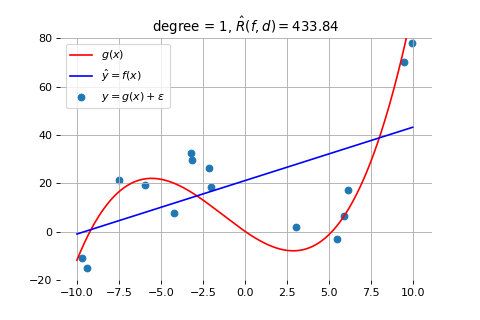 degree = 1, R̂(f, d) = 433.84
80
60
40
20
0
−20
g(x)
ŷ = f(x)
y = g(x) + ε
−10.0 −7.5 −5.0 −2.5 0.0 2.5 5.0 7.5 10.0